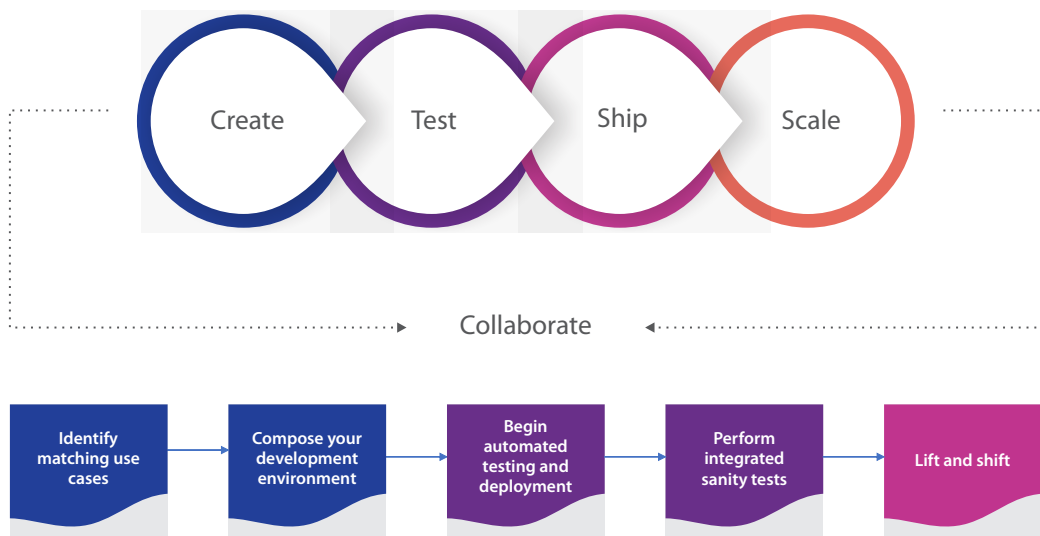 Create
Test
Ship
Scale
Collaborate
Identify
matching use
cases
Compose your
development
environment
Begin
automated
testing and
deployment
Perform
integrated
sanity tests
Lift and shift